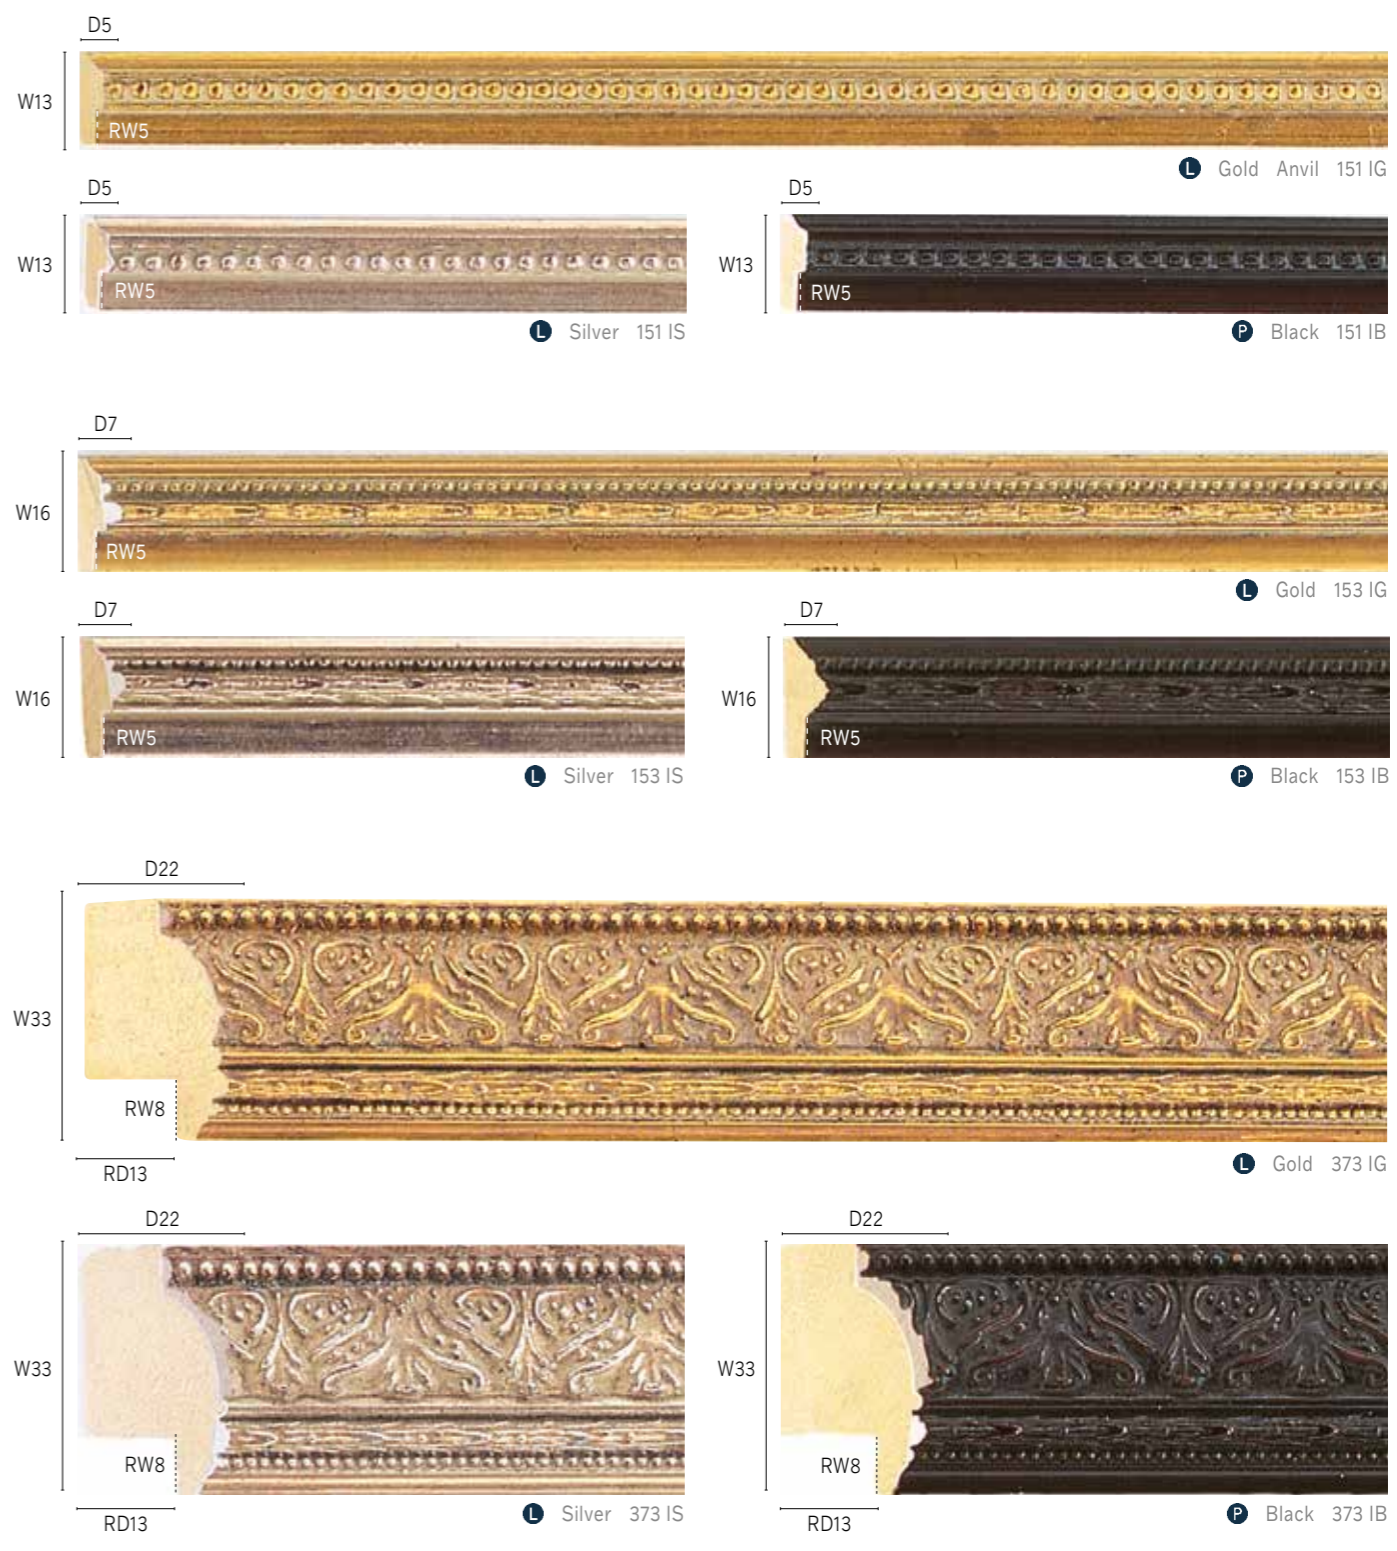 D5
W13
RW5
L Gold Anvil 151 IG
D5
W13
RW5
L Silver 151 IS
D5
W13
RW5
P Black 151 IB
D7
W16
RW5
L Gold 153 IG
D7
W16
RW5
L Silver 153 IS
D7
W16
RW5
P Black 153 IB
D22
W33
RW8
RD13
L Gold 373 IG
D22
W33
RW8
RD13
L Silver 373 IS
D22
W33
RW8
RD13
P Black 373 IB